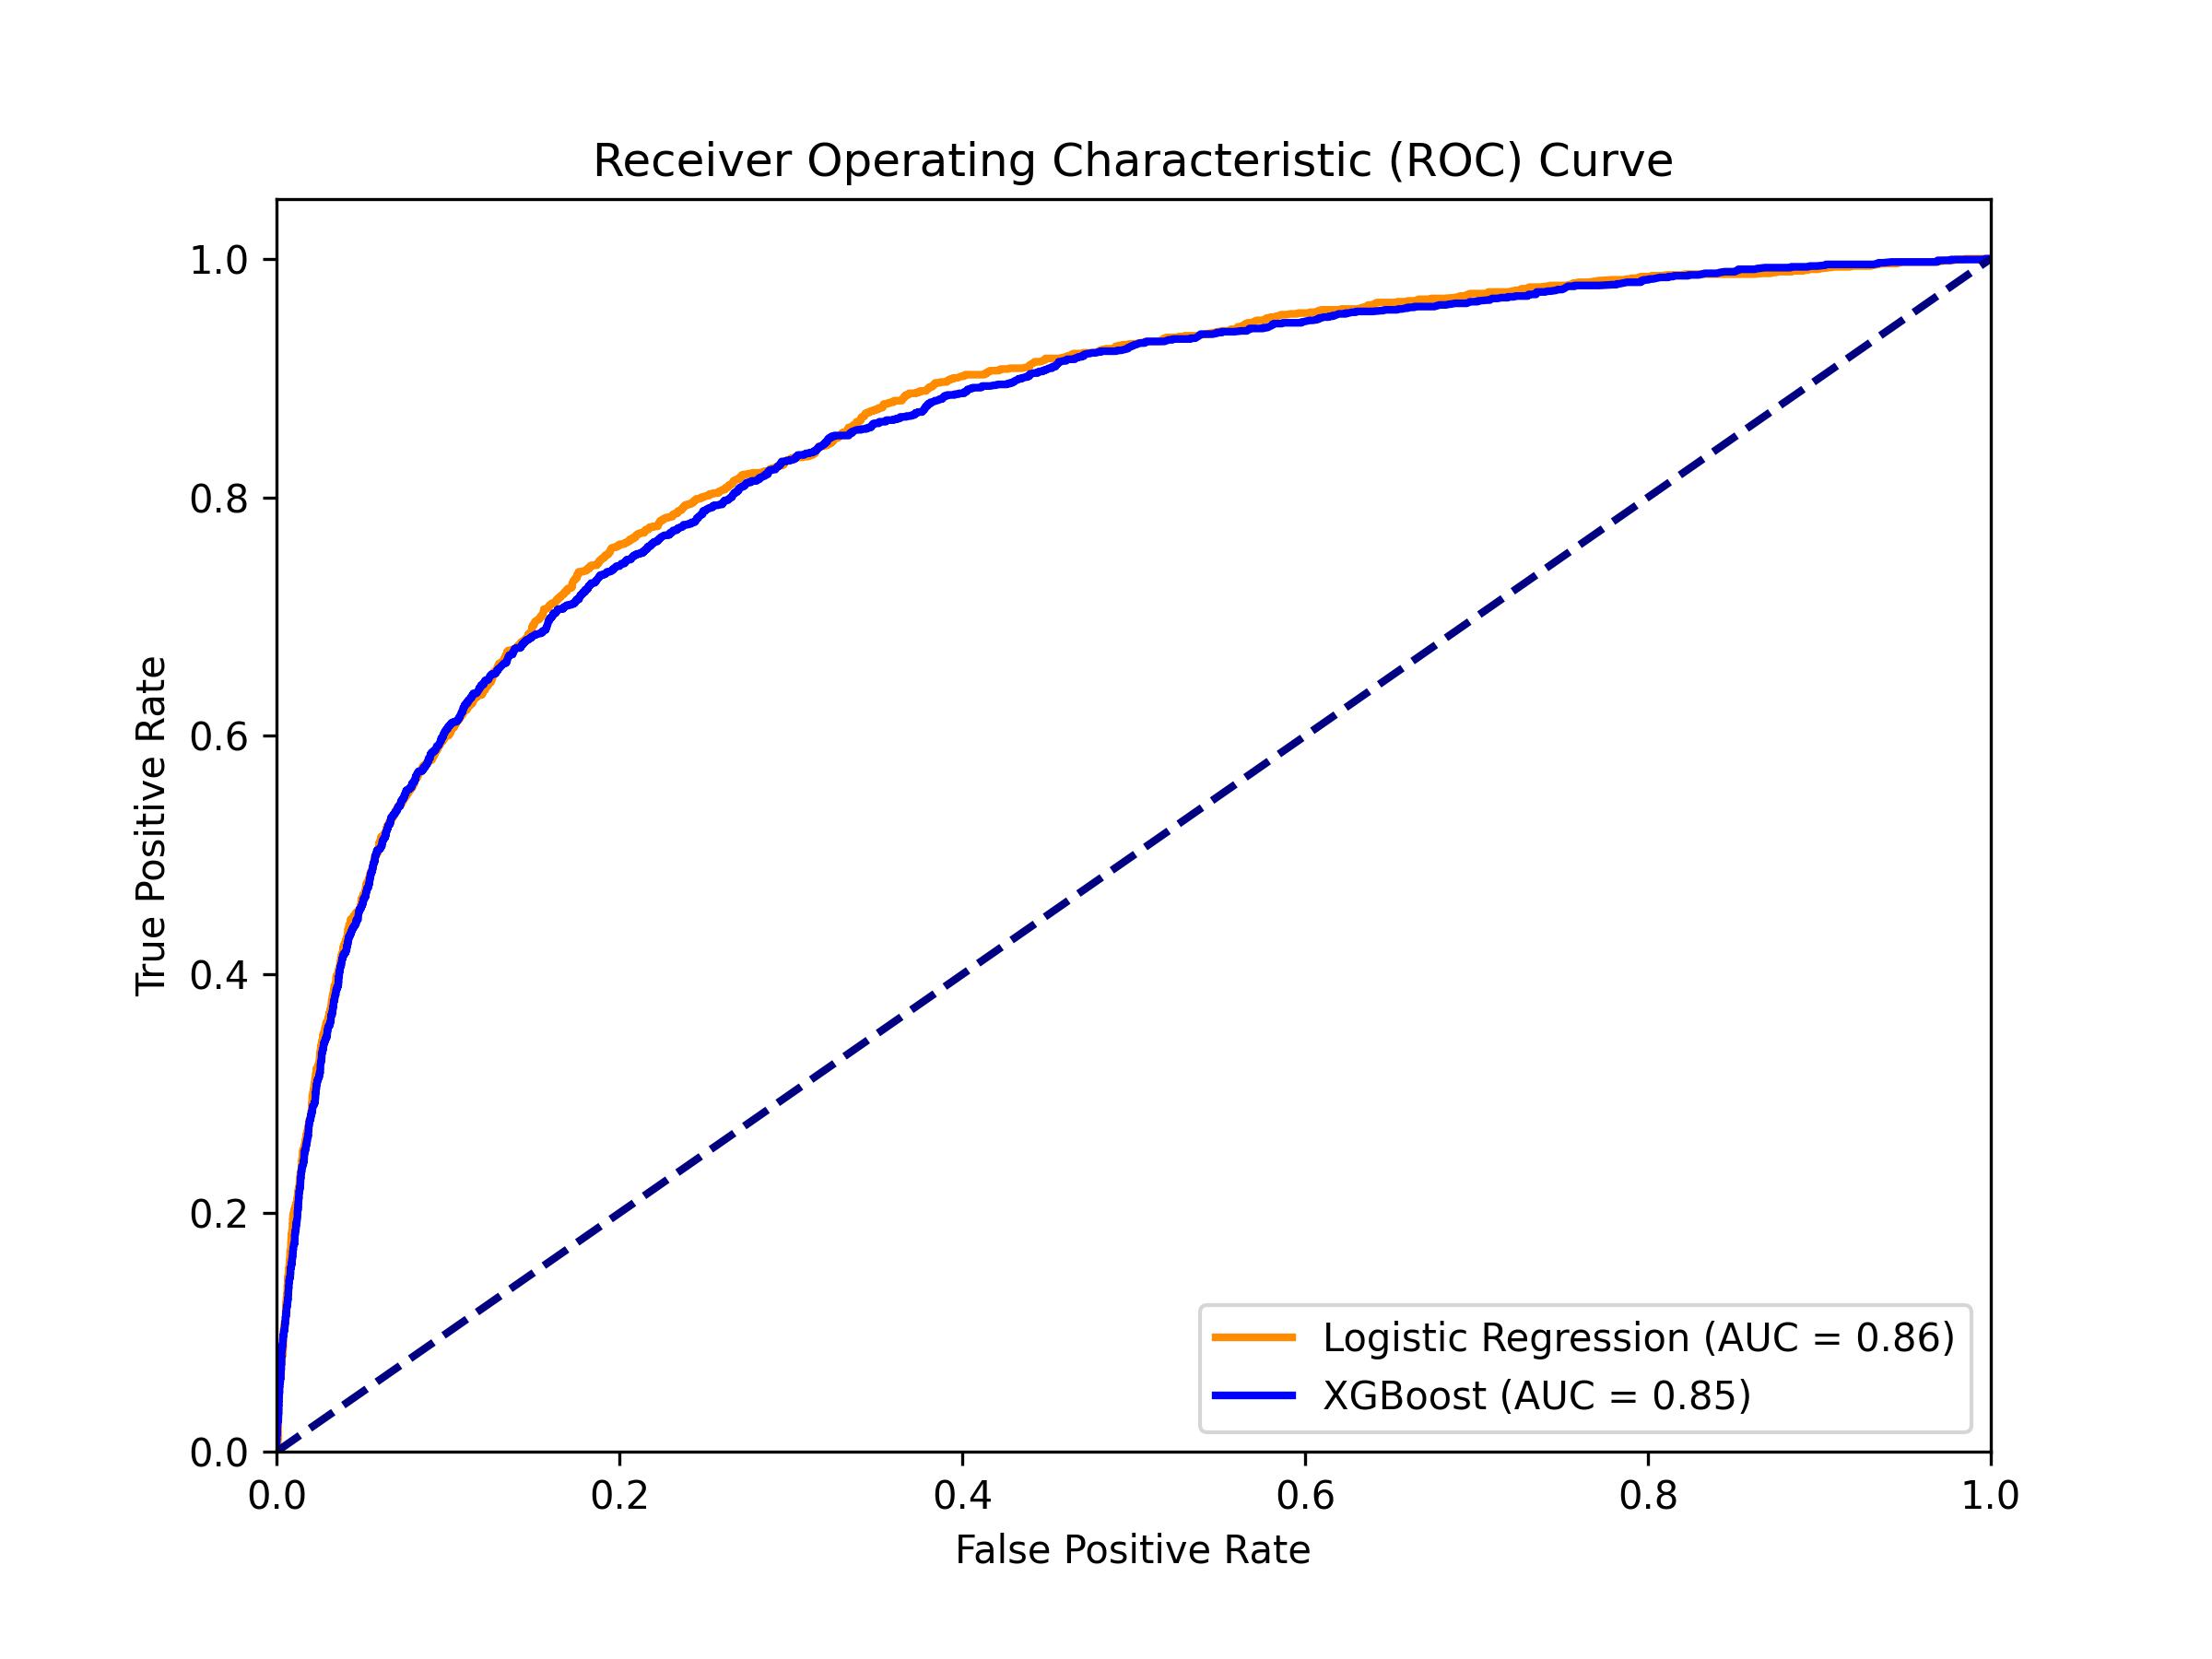 Receiver Operating Characteristic (ROC) Curve
1.0
0.8
0.6
0.4
0.2
0.0
True Positive Rate
0.0 0.2 0.4 0.6 0.8 1.0
False Positive Rate
Logistic Regression (AUC = 0.86)
XGBoost (AUC = 0.85)